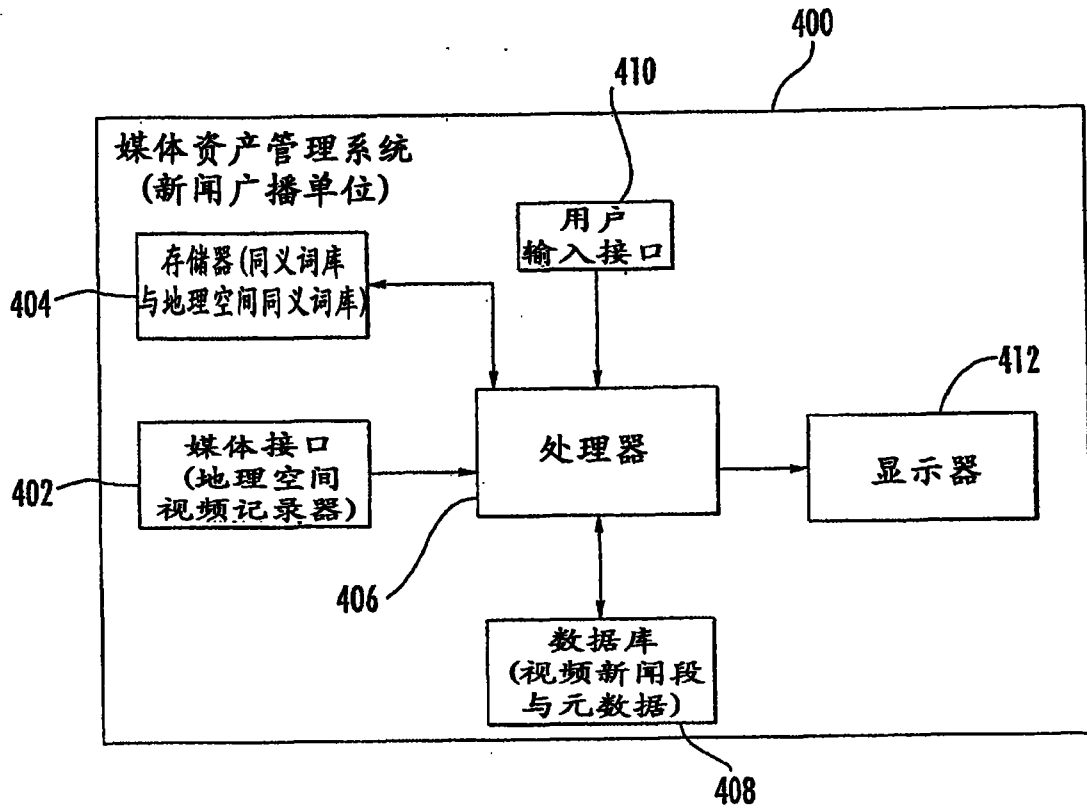 400
410
媒体资产管理系统
(新闻广播单位)
用户
输入接口
存储器(同义词库
与地理空间同义词库)
404
412
媒体接口
(地理空间
视频记录器)
402
处理器
显示器
406
数据库
(视频新闻段
与元数据)
408